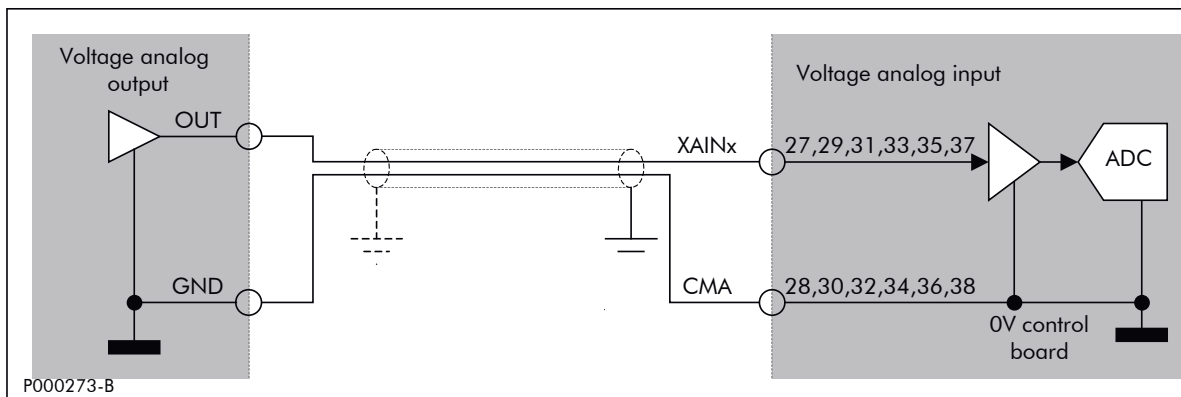 Voltage analog
output
OUT
GND
XAINx
CMA
Voltage analog input
27,29,31,33,35,37
ADC
28,30,32,34,36,38
0V control
board
P000273-B